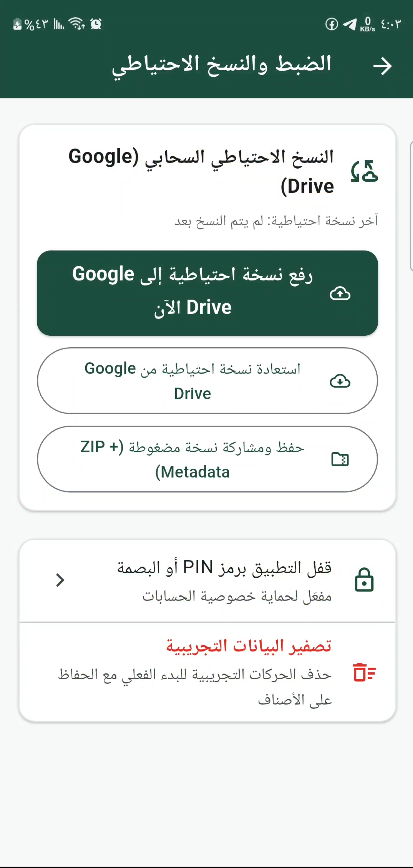 ٤:٠٣ 0 KB/s %٤٣
الضبط والنسخ الاحتياطي
النسخ الاحتياطي السحابي (Google
Drive)
آخر نسخة احتياطية: لم يتم النسخ بعد
رفع نسخة احتياطية إلى Google
Drive الآن
استعادة نسخة احتياطية من Google
Drive
حفظ ومشاركة نسخة مضغوطة (ZIP +
Metadata)
قفل التطبيق برمز PIN أو البصمة
مفعّل لحماية خصوصية الحسابات
تصفير البيانات التجريبية
حذف الحركات التجريبية للبدء الفعلي مع الحفاظ
على الأصناف